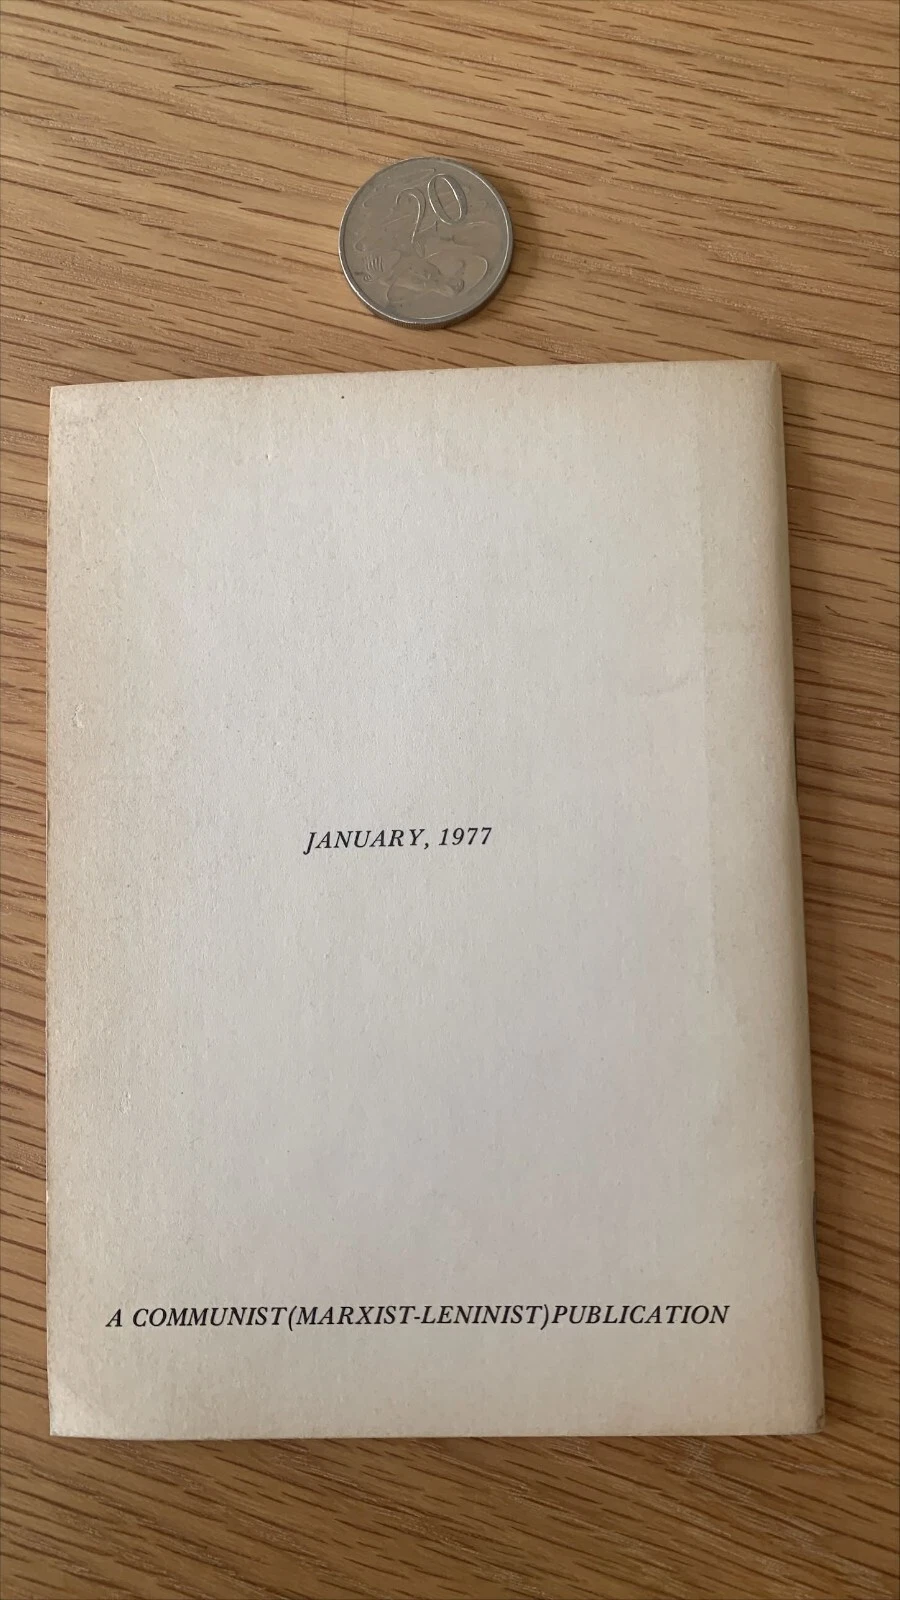 20
JANUARY, 1977
A COMMUNIST(MARXIST-LENINIST)PUBLICATION